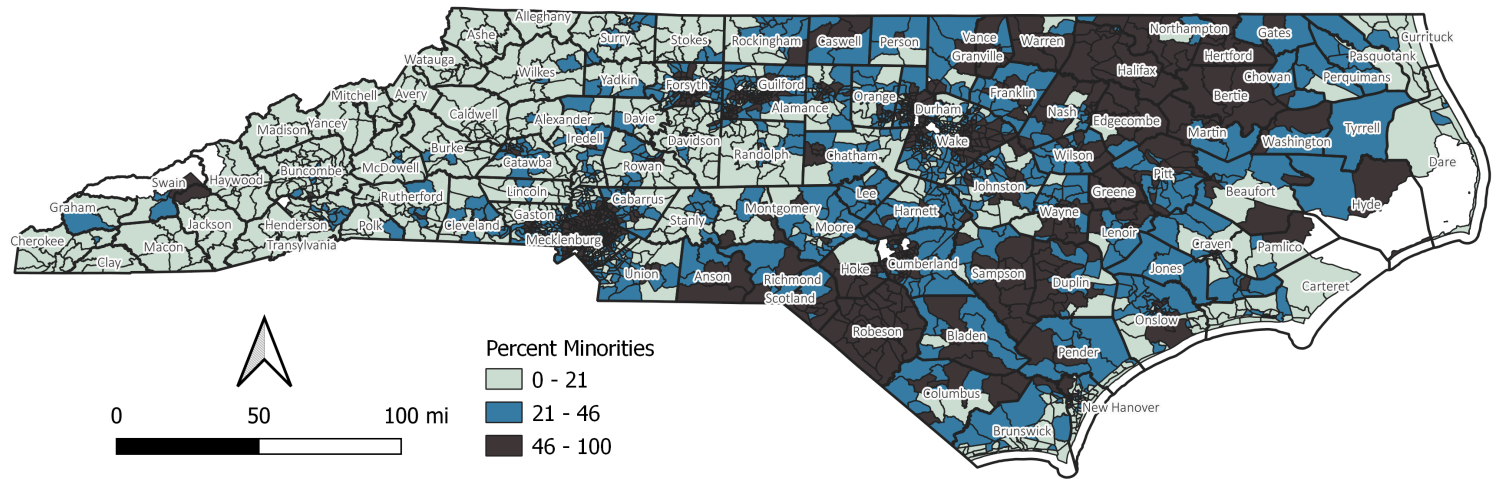 Alleghany
Ashe
Surry
Stokes
Rockingham
Caswell
Person
Vance
Granville
Warren
Northampton
Gates
Currituck
Watauga
Wilkes
Yadkin
Forsyth
Guilford
Halifax
Hertford
Pasquotank
Chowan
Perquimans
Mitchell
Avery
Caldwell
Alexander
Davie
Alamance
Orange
Durham
Franklin
Nash
Edgecombe
Bertie
Madison
Yancey
Iredell
Davidson
Wake
Martin
Washington
Tyrrell
Burke
Catawba
Rowan
Randolph
Chatham
Wilson
Dare
Swain
Haywood
Buncombe
McDowell
Rutherford
Lincoln
Cabarrus
Lee
Johnston
Greene
Pitt
Beaufort
Hyde
Graham
Jackson
Henderson
Polk
Cleveland
Gaston
Stanly
Montgomery
Moore
Harnett
Wayne
Lenoir
Craven
Pamlico
Cherokee
Macon
Transylvania
Mecklenburg
Clay
Union
Anson
Richmond
Scotland
Hoke
Cumberland
Sampson
Duplin
Jones
Carteret
Robeson
Bladen
Onslow
Pender
Columbus
New Hanover
Brunswick
Percent Minorities
0 - 21
21 - 46
46 - 100
0 50 100 mi